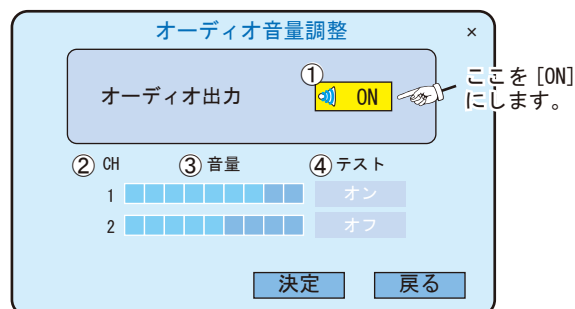 オーディオ音量調整 ×
オーディオ出力
① ON
ここを [ON]
にします。
② CH ③ 音量 ④ テスト
1 オン
2 オフ
決定 戻る